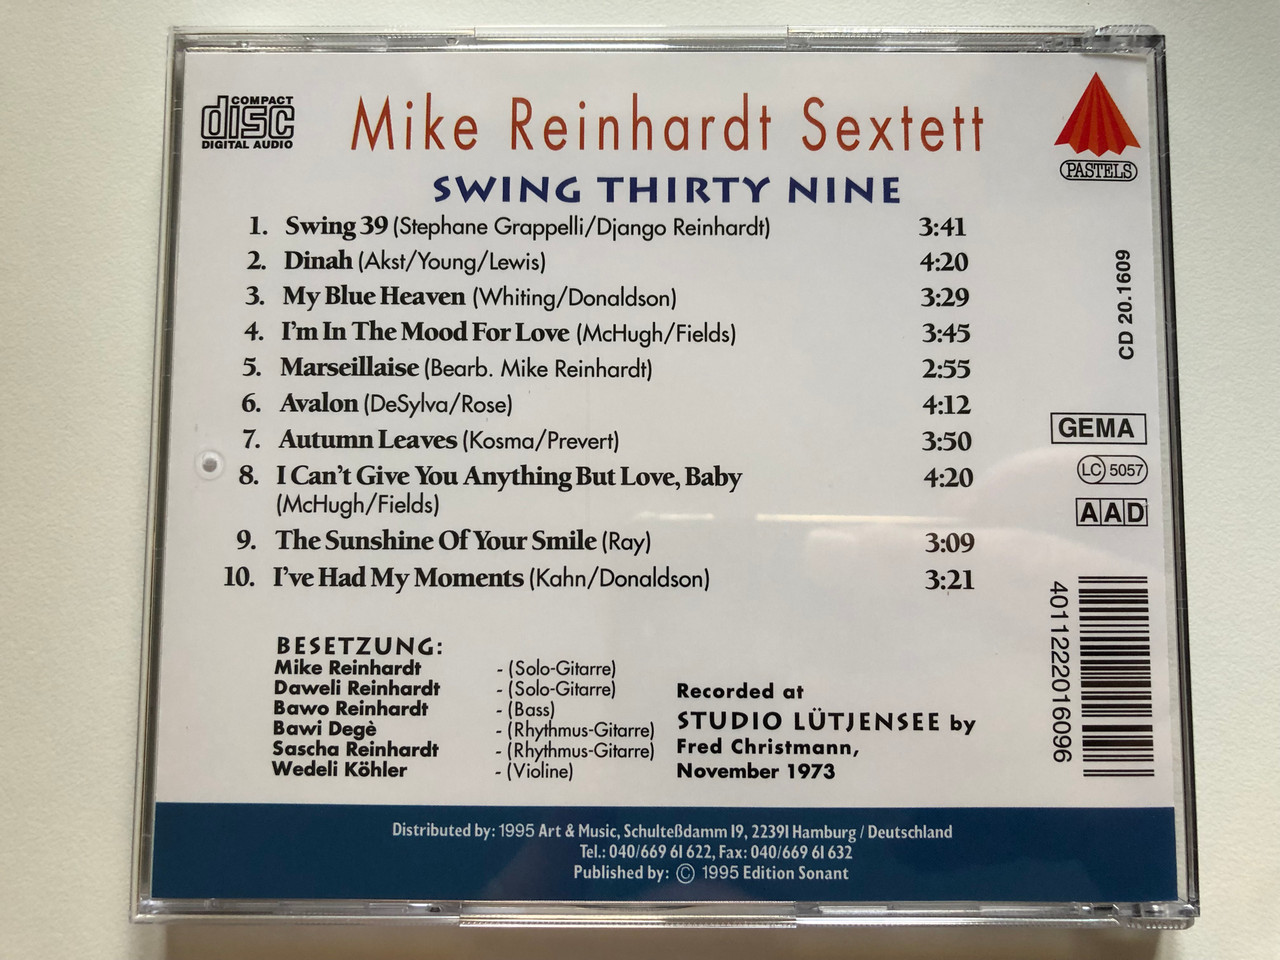 COMPACT
disc
DIGITAL AUDIO
Mike Reinhardt Sextett
SWING THIRTY NINE
PASTELS
1. Swing 39 (Stephane Grappelli/Django Reinhardt) 3:41
2. Dinah (Akst/Young/Lewis) 4:20
3. My Blue Heaven (Whiting/Donaldson) 3:29
4. I'm In The Mood For Love (McHugh/Fields) 3:45
5. Marseillaise (Bearb. Mike Reinhardt) 2:55
6. Avalon (DeSylva/Rose) 4:12
7. Autumn Leaves (Kosma/Prevert) 3:50
8. I Can't Give You Anything But Love, Baby 4:20
(McHugh/Fields)
9. The Sunshine Of Your Smile (Ray) 3:09
10. I've Had My Moments (Kahn/Donaldson) 3:21
CD 20.1609
GEMA
LC 5057
AAD
4011222016096
BESETZUNG:
Mike Reinhardt - (Solo-Gitarre)
Daweli Reinhardt - (Solo-Gitarre)
Bawo Reinhardt - (Bass)
Bawi Degè - (Rhythmus-Gitarre)
Sascha Reinhardt - (Rhythmus-Gitarre)
Wedeli Köhler - (Violine)
Recorded at
STUDIO LÜTJENSEE by
Fred Christmann,
November 1973
Distributed by: 1995 Art & Music, Schulteßdamm 19, 22391 Hamburg / Deutschland
Tel.: 040/669 61 622, Fax: 040/669 61 632
Published by: © 1995 Edition Sonant